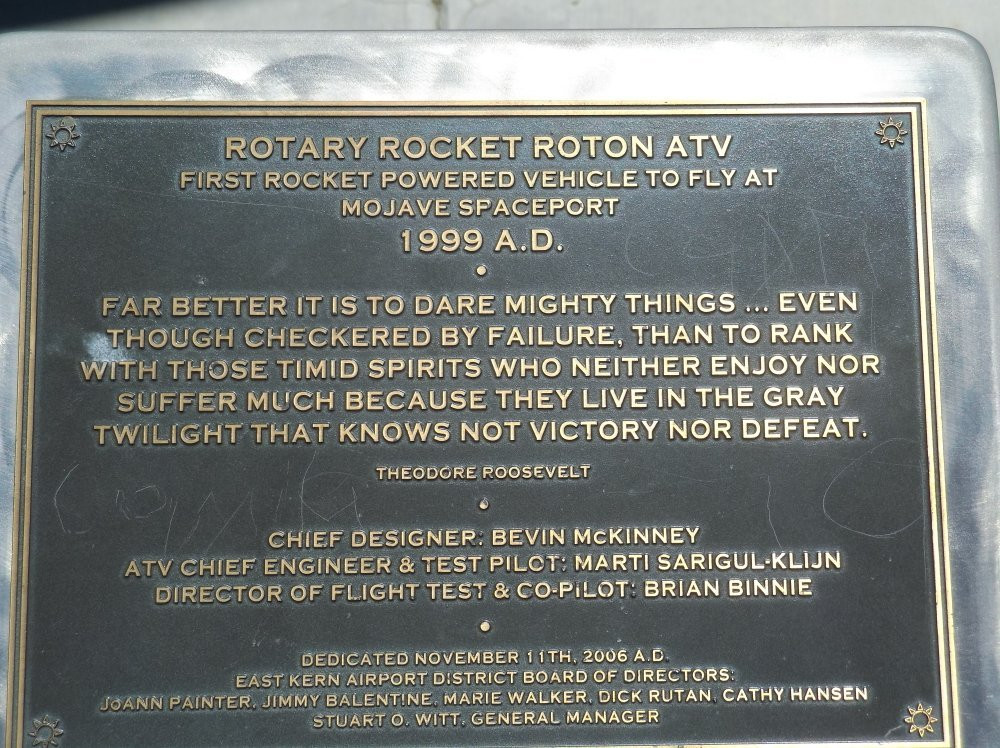 ROTARY ROCKET ROTON ATV
FIRST ROCKET POWERED VEHICLE TO FLY AT
MOJAVE SPACEPORT
1999 A.D.
FAR BETTER IT IS TO DARE MIGHTY THINGS ... EVEN
THOUGH CHECKERED BY FAILURE, THAN TO RANK
WITH THOSE TIMID SPIRITS WHO NEITHER ENJOY NOR
SUFFER MUCH BECAUSE THEY LIVE IN THE GRAY
TWILIGHT THAT KNOWS NOT VICTORY NOR DEFEAT.
THEODORE ROOSEVELT
CHIEF DESIGNER: BEVIN McKINNEY
ATV CHIEF ENGINEER & TEST PILOT: MARTI SARIGUL-KLIJN
DIRECTOR OF FLIGHT TEST & CO-PILOT: BRIAN BINNIE
DEDICATED NOVEMBER 11TH, 2006 A.D.
EAST KERN AIRPORT DISTRICT BOARD OF DIRECTORS:
JOANN PAINTER, JIMMY BALENTINE, MARIE WALKER, DICK RUTAN, CATHY HANSEN
STUART O. WITT, GENERAL MANAGER